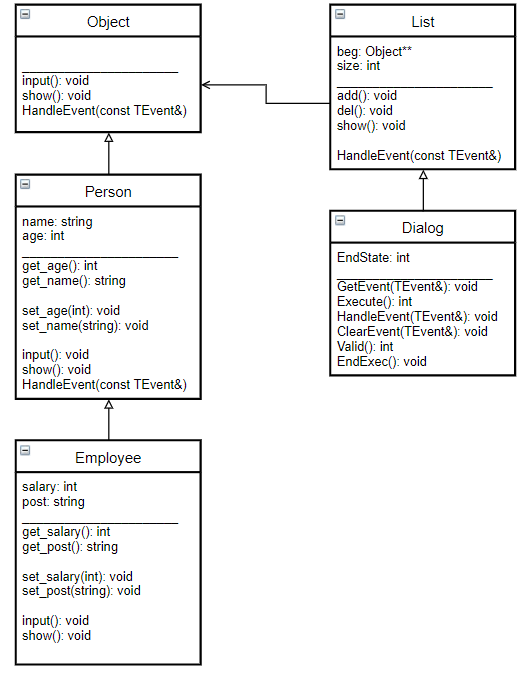 Object
input(): void
show(): void
HandleEvent(const TEvent&)
Person
name: string
age: int
get_age(): int
get_name(): string
set_age(int): void
set_name(string): void
input(): void
show(): void
HandleEvent(const TEvent&)
Employee
salary: int
post: string
get_salary(): int
get_post(): string
set_salary(int): void
set_post(string): void
input(): void
show(): void
List
beg: Object**
size: int
add(): void
del(): void
show(): void
HandleEvent(const TEvent&)
Dialog
EndState: int
GetEvent(TEvent&): void
Execute(): int
HandleEvent(TEvent&): void
ClearEvent(TEvent&): void
Valid(): int
EndExec(): void